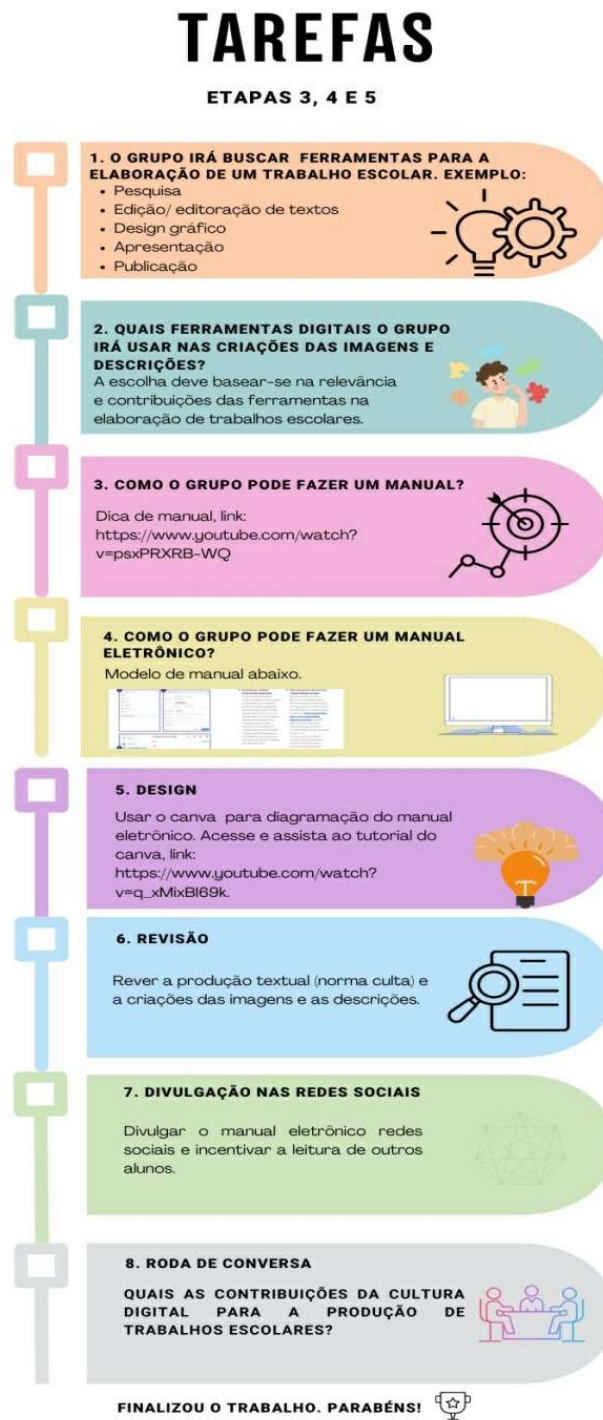 TAREFAS
ETAPAS 3, 4 E 5
1. O GRUPO IRÁ BUSCAR FERRAMENTAS PARA A
ELABORAÇÃO DE UM TRABALHO ESCOLAR. EXEMPLO:
• Pesquisa
• Edição/ editoração de textos
• Design gráfico
• Apresentação
• Publicação
2. QUAIS FERRAMENTAS DIGITAIS O GRUPO
IRÁ USAR NAS CRIAÇÕES DAS IMAGENS E
DESCRIÇÕES?
A escolha deve basear-se na relevância
e contribuições das ferramentas na
elaboração de trabalhos escolares.
3. COMO O GRUPO PODE FAZER UM MANUAL?
Dica de manual, link:
https://www.youtube.com/watch?
v=psxPRXRB-WQ
4. COMO O GRUPO PODE FAZER UM MANUAL
ELETRÔNICO?
Modelo de manual abaixo.
5. DESIGN
Usar o canva para diagramação do manual
eletrônico. Acesse e assista ao tutorial do
canva, link:
https://www.youtube.com/watch?
v=q_xMixBI69k.
6. REVISÃO
Rever a produção textual (norma culta) e
a criações das imagens e as descrições.
7. DIVULGAÇÃO NAS REDES SOCIAIS
Divulgar o manual eletrônico redes
sociais e incentivar a leitura de outros
alunos.
8. RODA DE CONVERSA
QUAIS AS CONTRIBUIÇÕES DA CULTURA
DIGITAL PARA A PRODUÇÃO DE
TRABALHOS ESCOLARES?
FINALIZOU O TRABALHO. PARABÉNS!